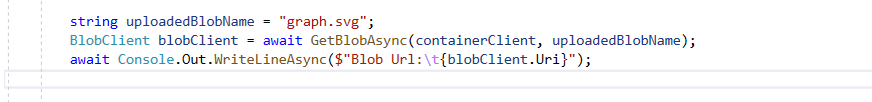 string uploadedBlobName = "graph.svg";
BlobClient blobClient = await GetBlobAsync(containerClient, uploadedBlobName);
await Console.Out.WriteLineAsync($"Blob Url:\t{blobClient.Uri}");